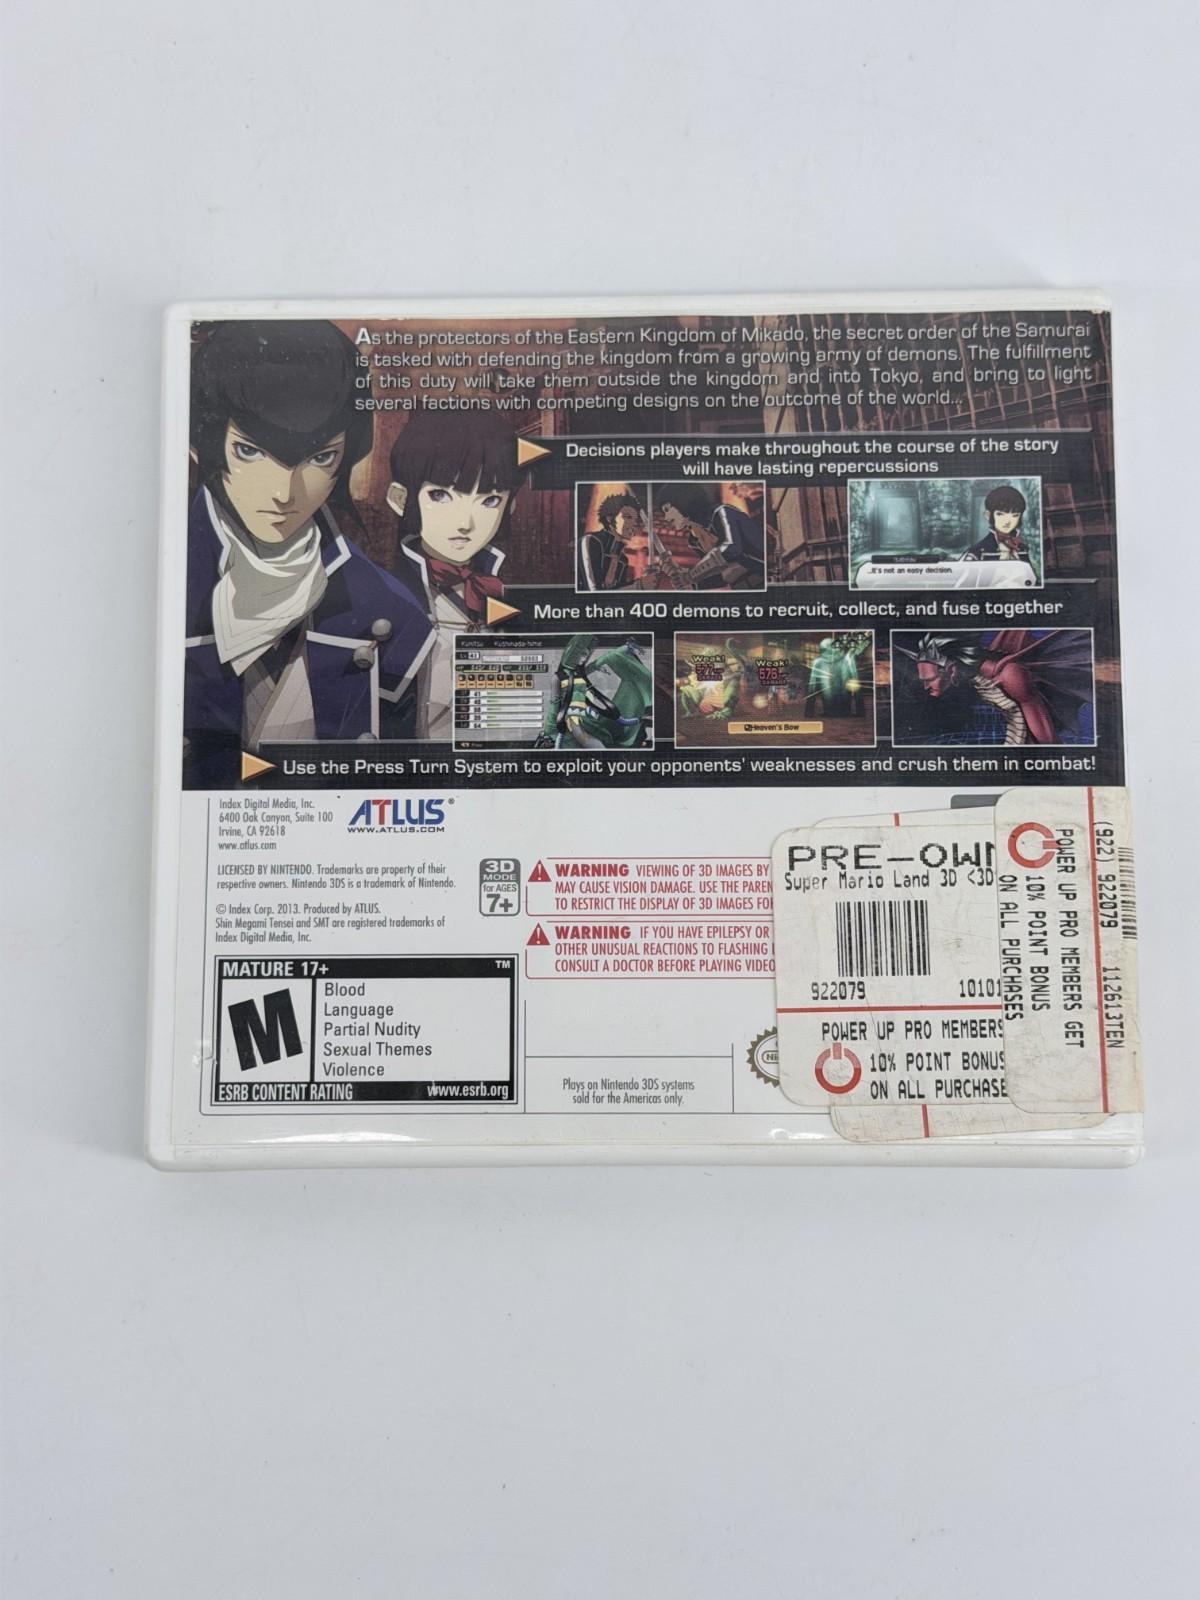 As the protectors of the Eastern Kingdom of Mikado, the secret order of the Samurai
is tasked with defending the kingdom from a growing army of demons. The fulfillment
of this duty will take them outside the kingdom and into Tokyo, and bring to light
several factions with competing designs on the outcome of the world...
Decisions players make throughout the course of the story
will have lasting repercussions
...It's not an easy decision.
More than 400 demons to recruit, collect, and fuse together
Kushinada-hime
Weak!
Weak!
Heaven's Bow
Use the Press Turn System to exploit your opponents' weaknesses and crush them in combat!
Index Digital Media, Inc.
6400 Oak Canyon, Suite 100
Irvine, CA 92618
www.atlus.com
ATLUS®
WWW.ATLUS.COM
LICENSED BY NINTENDO. Trademarks are property of their
respective owners. Nintendo 3DS is a trademark of Nintendo.
© Index Corp. 2013. Produced by ATLUS.
Shin Megami Tensei and SMT are registered trademarks of
Index Digital Media, Inc.
3D
MODE
for AGES
7+
WARNING VIEWING OF 3D IMAGES BY
MAY CAUSE VISION DAMAGE. USE THE PAREN
TO RESTRICT THE DISPLAY OF 3D IMAGES FO
WARNING IF YOU HAVE EPILEPSY OR
OTHER UNUSUAL REACTIONS TO FLASHING
CONSULT A DOCTOR BEFORE PLAYING VIDEO
MATURE 17+ TM
M
Blood
Language
Partial Nudity
Sexual Themes
Violence
ESRB CONTENT RATING www.esrb.org
Plays on Nintendo 3DS systems
sold for the Americas only.
PRE-OWN
Super Mario Land 3D <3D
922079 10101
POWER UP PRO MEMBERS
10% POINT BONUS
ON ALL PURCHASE
(922) 922079 112613TEN
POWER UP PRO MEMBERS GET
10% POINT BONUS
ON ALL PURCHASES